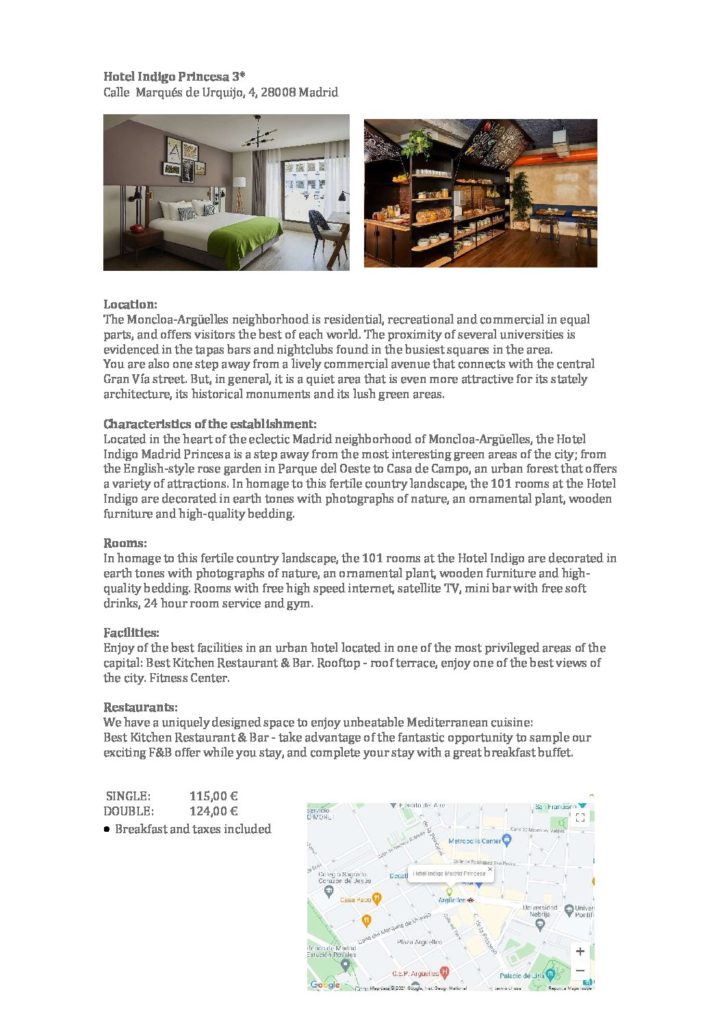 Hotel Indigo Princesa 3*
Calle Marqués de Urquijo, 4, 28008 Madrid
Location:
The Moncloa-Argüelles neighborhood is residential, recreational and commercial in equal
parts, and offers visitors the best of each world. The proximity of several universities is
evidenced in the tapas bars and nightclubs found in the busiest squares in the area.
You are also one step away from a lively commercial avenue that connects with the central
Gran Vía street. But, in general, it is a quiet area that is even more attractive for its stately
architecture, its historical monuments and its lush green areas.
Characteristics of the establishment:
Located in the heart of the eclectic Madrid neighborhood of Moncloa-Argüelles, the Hotel
Indigo Madrid Princesa is a step away from the most interesting green areas of the city; from
the English-style rose garden in Parque del Oeste to Casa de Campo, an urban forest that offers
a variety of attractions. In homage to this fertile country landscape, the 101 rooms at the Hotel
Indigo are decorated in earth tones with photographs of nature, an ornamental plant, wooden
furniture and high-quality bedding.
Rooms:
In homage to this fertile country landscape, the 101 rooms at the Hotel Indigo are decorated in
earth tones with photographs of nature, an ornamental plant, wooden furniture and high-
quality bedding. Rooms with free high speed internet, satellite TV, mini bar with free soft
drinks, 24 hour room service and gym.
Facilities:
Enjoy of the best facilities in an urban hotel located in one of the most privileged areas of the
capital: Best Kitchen Restaurant & Bar. Rooftop - roof terrace, enjoy one of the best views of
the city. Fitness Center.
Restaurants:
We have a uniquely designed space to enjoy unbeatable Mediterranean cuisine:
Best Kitchen Restaurant & Bar - take advantage of the fantastic opportunity to sample our
exciting F&B offer while you stay, and complete your stay with a great breakfast buffet.
SINGLE: 115,00 €
DOUBLE: 124,00 €
● Breakfast and taxes included
San Francisco
Metropolis Center
Hotel Indigo Madrid Princesa
Colegio Sagrado
Corazón de Jesús
Casa Paco
Argüelles
Universidad
Nebrija
Calle del Marqués de Urquijo
Plaza Argüelles
C.E.P. Argüelles
Palacio de Liria
Google